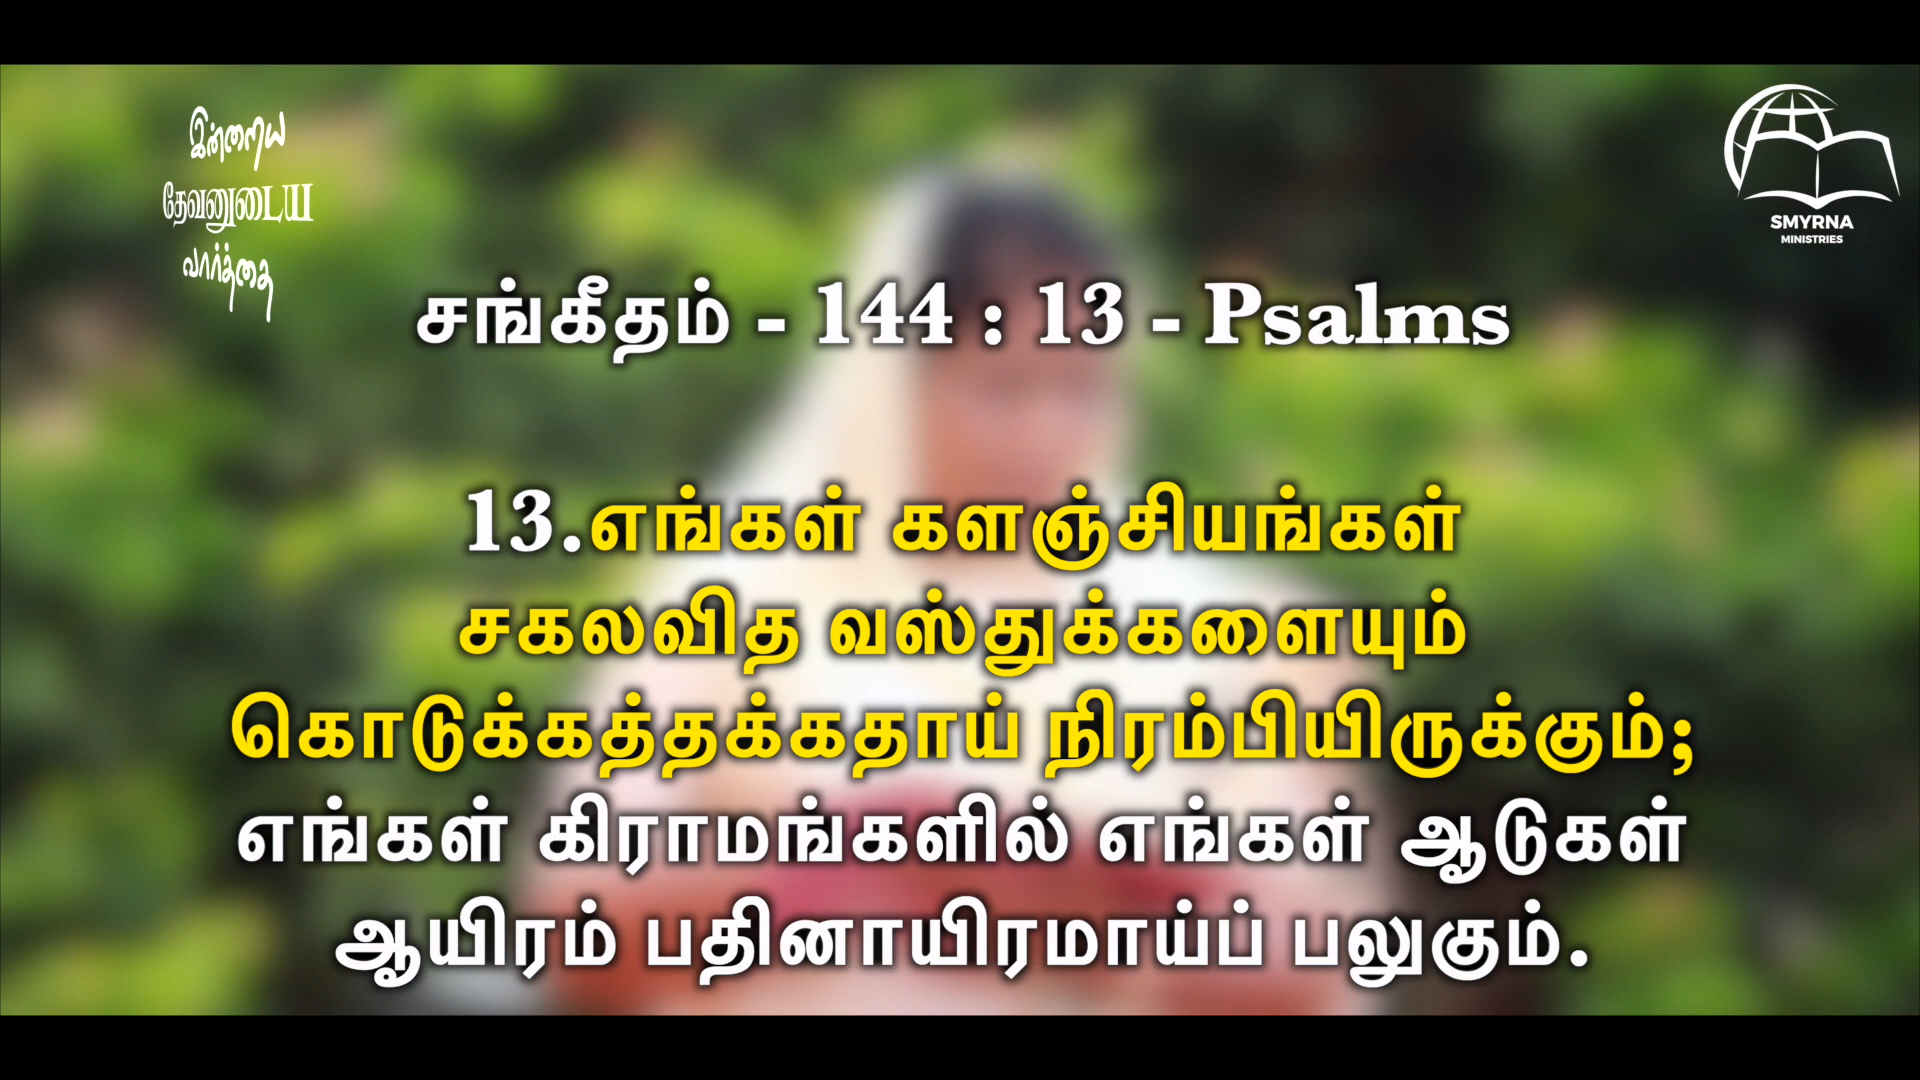 இன்றைய
தேவனுடைய
வார்த்தை
SMYRNA
MINISTRIES
சங்கீதம் - 144 : 13 - Psalms
13.எங்கள் களஞ்சியங்கள்
சகலவித வஸ்துக்களையும்
கொடுக்கத்தக்கதாய் நிரம்பியிருக்கும்;
எங்கள் கிராமங்களில் எங்கள் ஆடுகள்
ஆயிரம் பதினாயிரமாய்ப் பலுகும்.